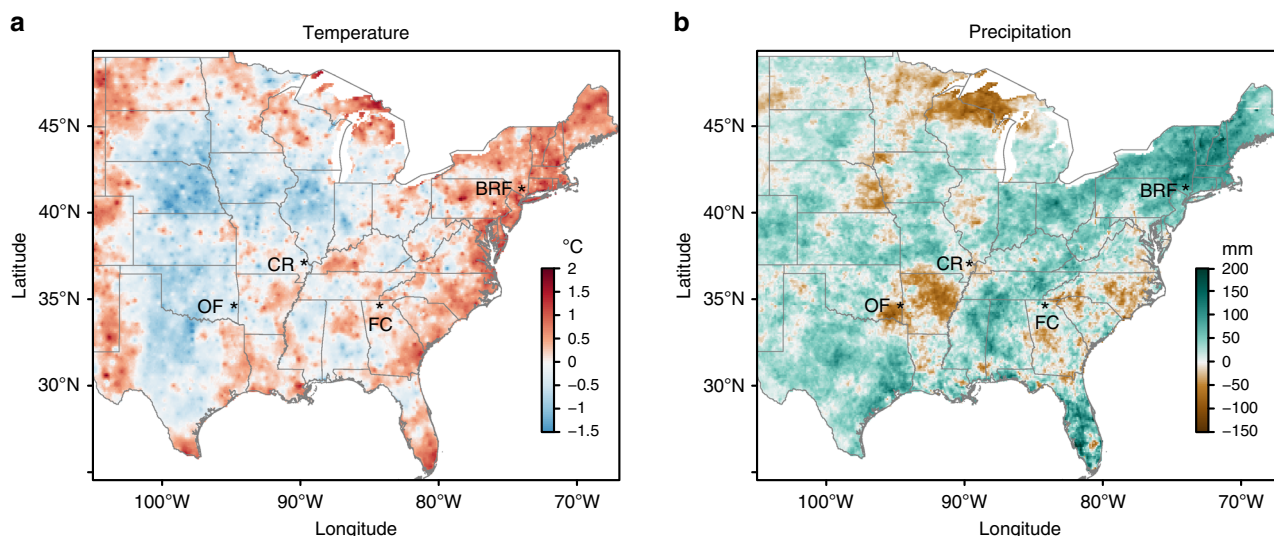 a
Temperature
45°N
40°N
35°N
30°N
Latitude
BRF *
CR *
OF *
*
FC
°C
2
1.5
1
0.5
0
−0.5
−1
−1.5
100°W
90°W
80°W
70°W
Longitude
b
Precipitation
45°N
40°N
35°N
30°N
Latitude
BRF *
CR *
OF *
*
FC
mm
200
150
100
50
0
−50
−100
−150
100°W
90°W
80°W
70°W
Longitude